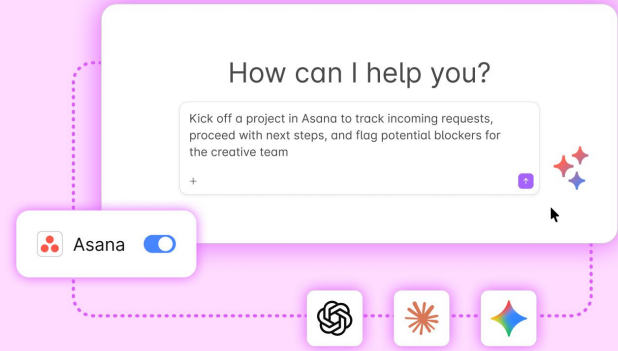 How can I help you?
Kick off a project in Asana to track incoming requests,
proceed with next steps, and flag potential blockers for
the creative team
Asana